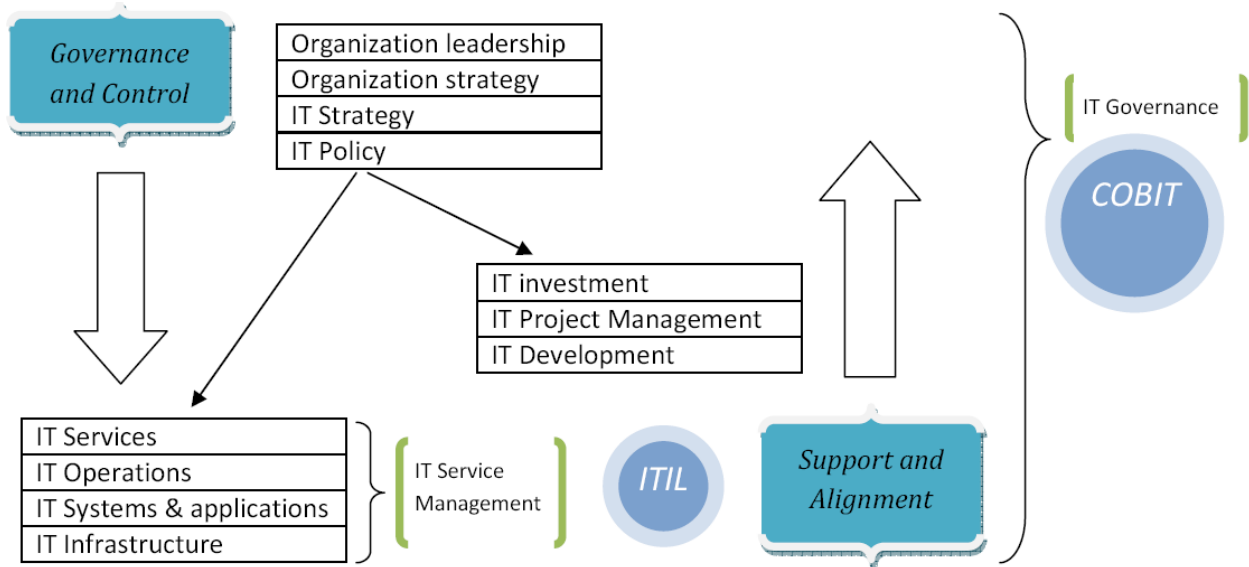 Governance
and Control
Organization leadership
Organization strategy
IT Strategy
IT Policy
IT Governance
COBIT
IT investment
IT Project Management
IT Development
IT Services
IT Operations
IT Systems & applications
IT Infrastructure
IT Service
Management
ITIL
Support and
Alignment